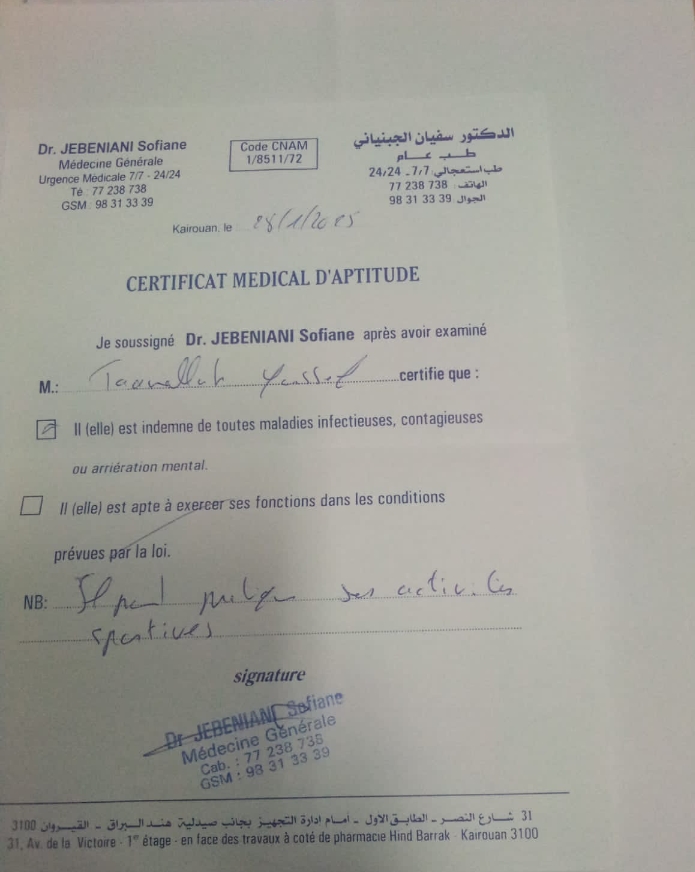 Dr. JEBENIANI Sofiane
Médecine Générale
Urgence Médicale 7/7 - 24/24
Té : 77 238 738
GSM : 98 31 33 39
Code CNAM
1/8511/72
الدكتور سفيان الجبنياني
طب عام
طب استعجالي 7/7 ـ 24/24
الهاتف : 738 238 77
الجوال : 39 33 31 98
Kairouan, le 28/1/2025
CERTIFICAT MEDICAL D'APTITUDE
Je soussigné Dr. JEBENIANI Sofiane après avoir examiné
M.: Youssef certifie que :
Il (elle) est indemne de toutes maladies infectieuses, contagieuses
ou arriération mental.
Il (elle) est apte à exercer ses fonctions dans les conditions
prévues par la loi.
NB: Il peut pratiquer ses activités
sportives
signature
Dr JEBENIANI Sofiane
Médecine Générale
Cab. : 77 238 738
GSM : 98 31 33 39
31 شارع النصر ـ الطابق الاول ـ امام ادارة التجهيز بجانب صيدلية هند البراق ـ القيروان 3100
31, Av. de la Victoire - 1er étage - en face des travaux à coté de pharmacie Hind Barrak - Kairouan 3100